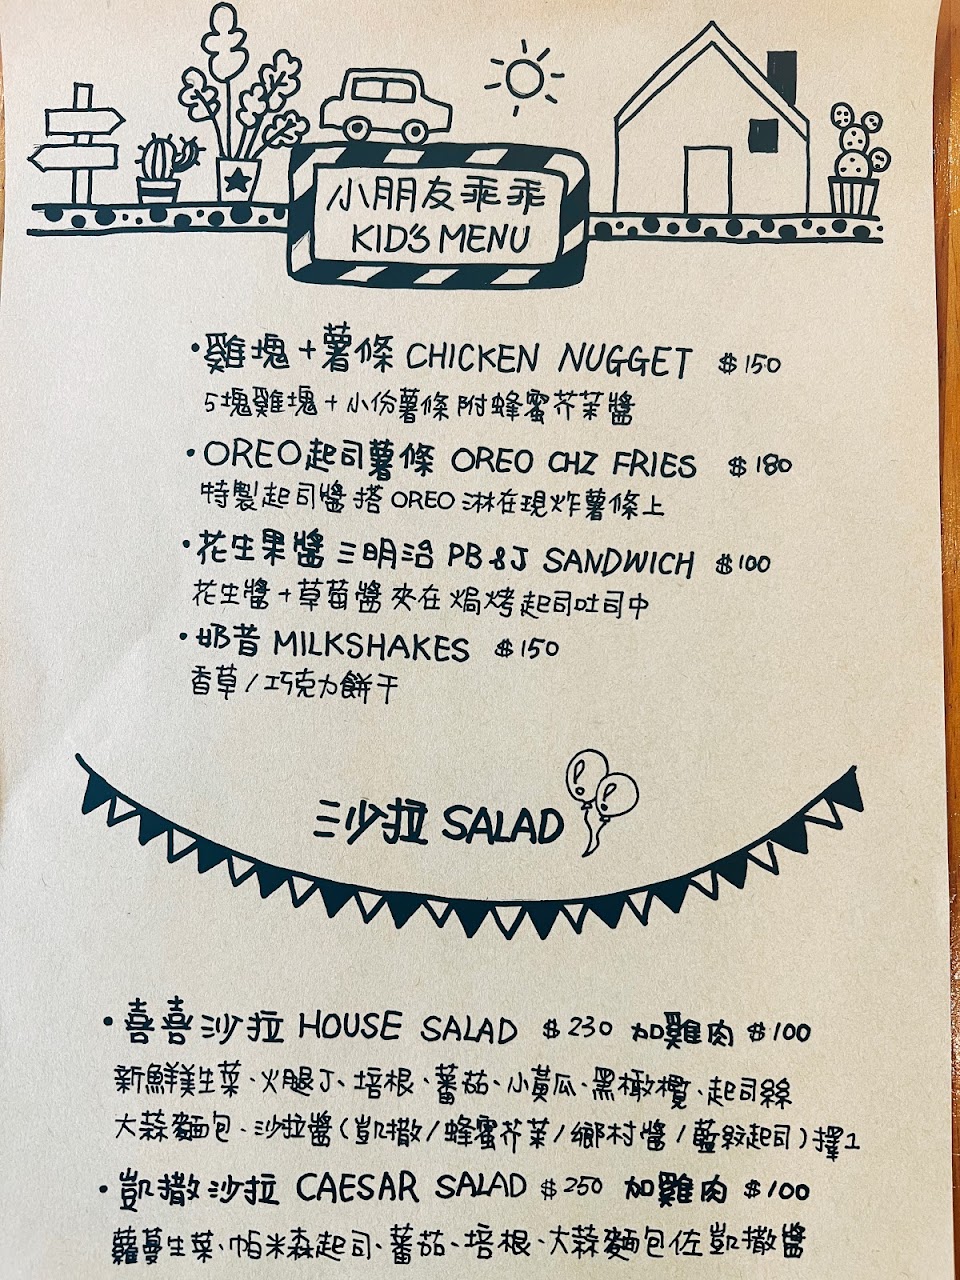 小朋友乖乖
KID'S MENU
•雞塊+薯條 CHICKEN NUGGET $150
5塊雞塊+小份薯條 附蜂蜜芥茉醬
•OREO起司薯條 OREO CHZ FRIES $180
特製起司醬 搭 OREO 淋在現炸薯條上
•花生果醬三明治 PB&J SANDWICH $100
花生醬+草莓醬 夾在 焗烤起司吐司中
•奶昔 MILKSHAKES $150
香草/巧克力餅干
沙拉 SALAD
•喜喜沙拉 HOUSE SALAD $230 加雞肉 $100
新鮮美生菜、火腿丁、培根、蕃茄、小黃瓜、黑橄欖、起司絲
大蒜麵包、沙拉醬(凱撒/蜂蜜芥茉/鄉村醬/藍紋起司)擇1
•凱撒沙拉 CAESAR SALAD $250 加雞肉 $100
蘿蔓生菜、帕米森起司、蕃茄、培根、大蒜麵包佐凱撒醬